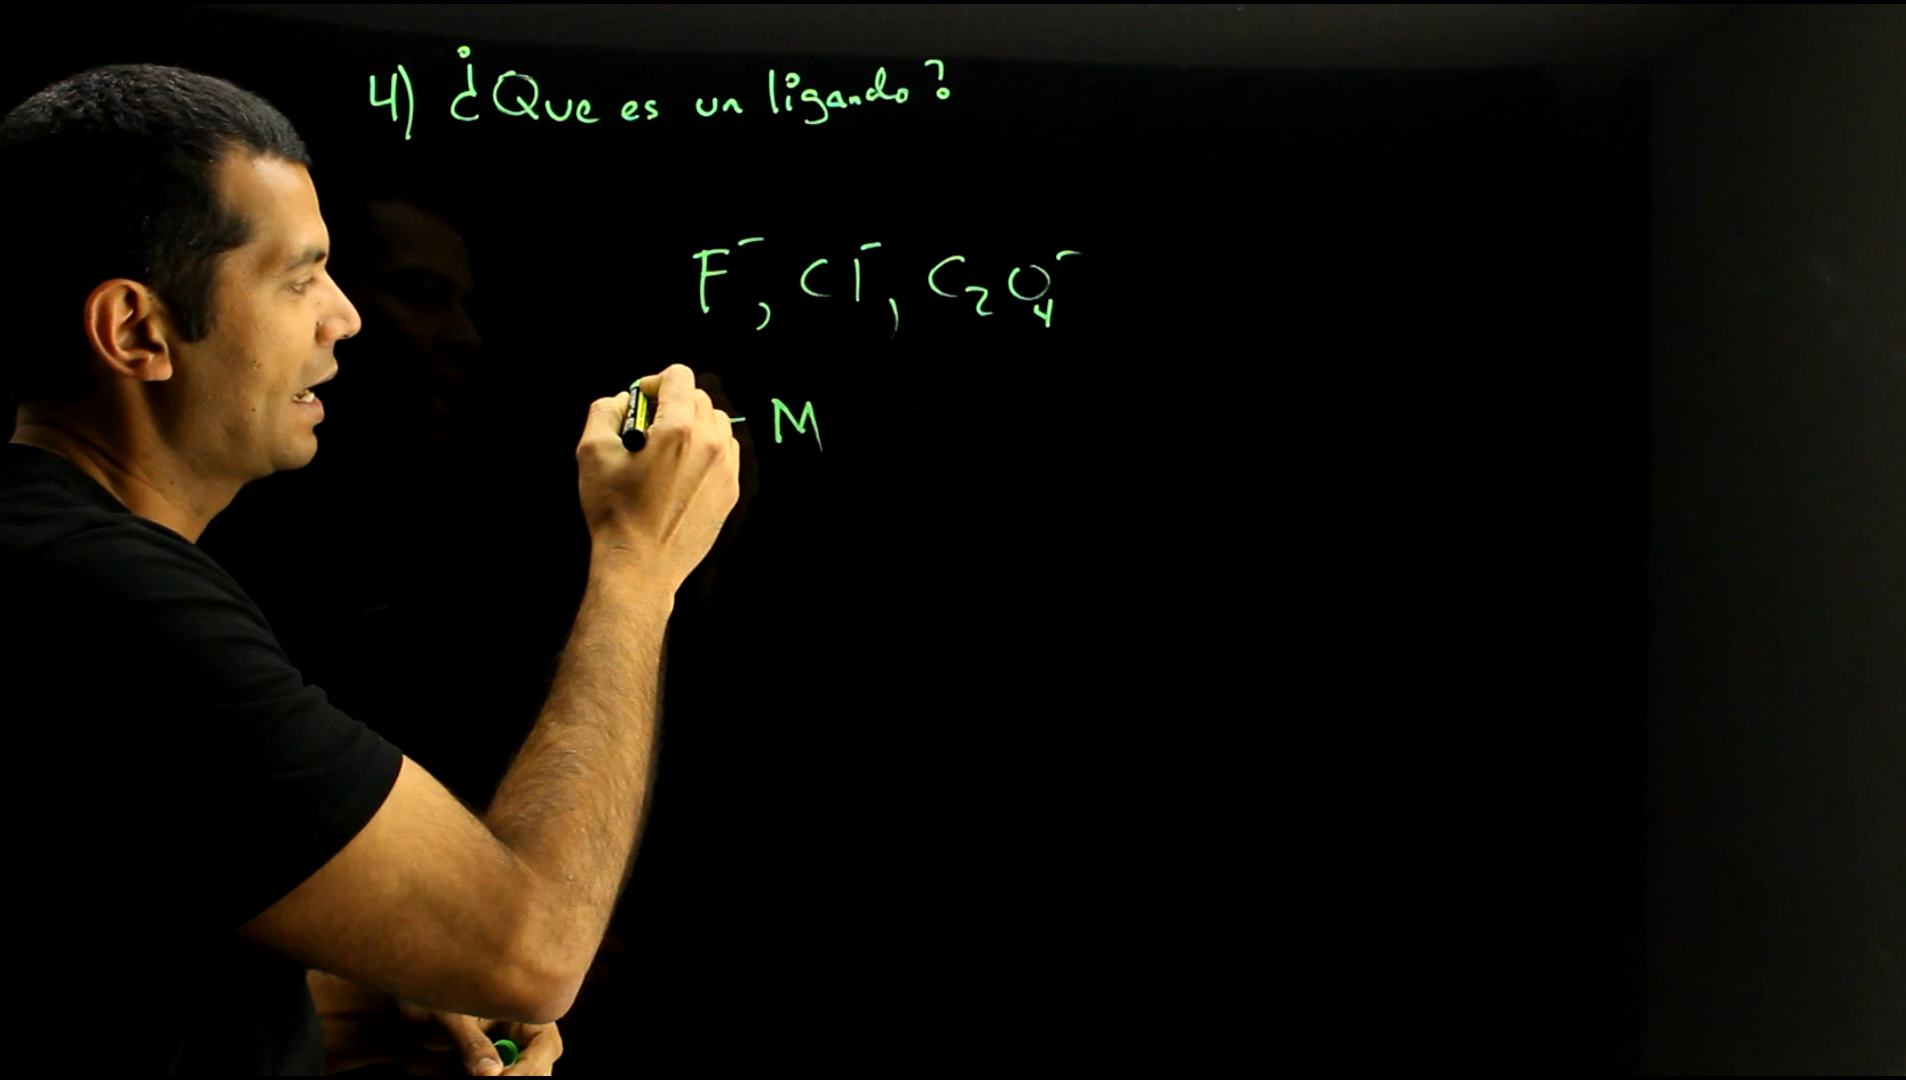 4) ¿Que es un ligando?
F⁻, Cl⁻, C₂O₄⁻
- M